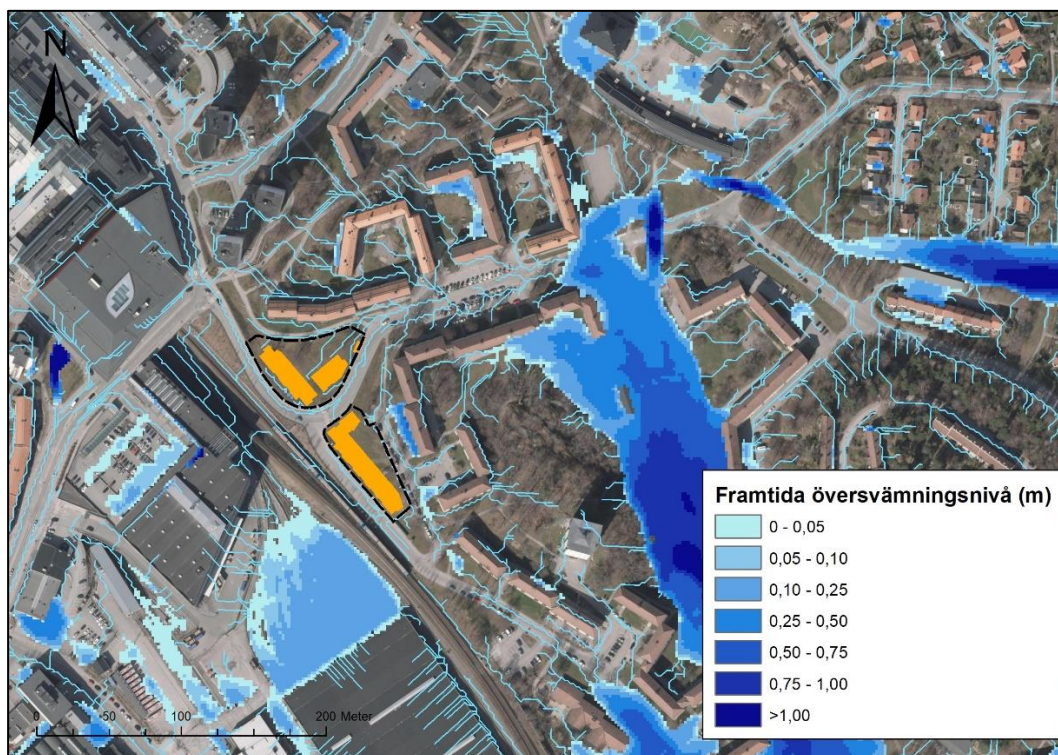 N
Framtida översvämningsnivå (m)
0 - 0,05
0,05 - 0,10
0,10 - 0,25
0,25 - 0,50
0,50 - 0,75
0,75 - 1,00
>1,00
0 50 100 200 Meter